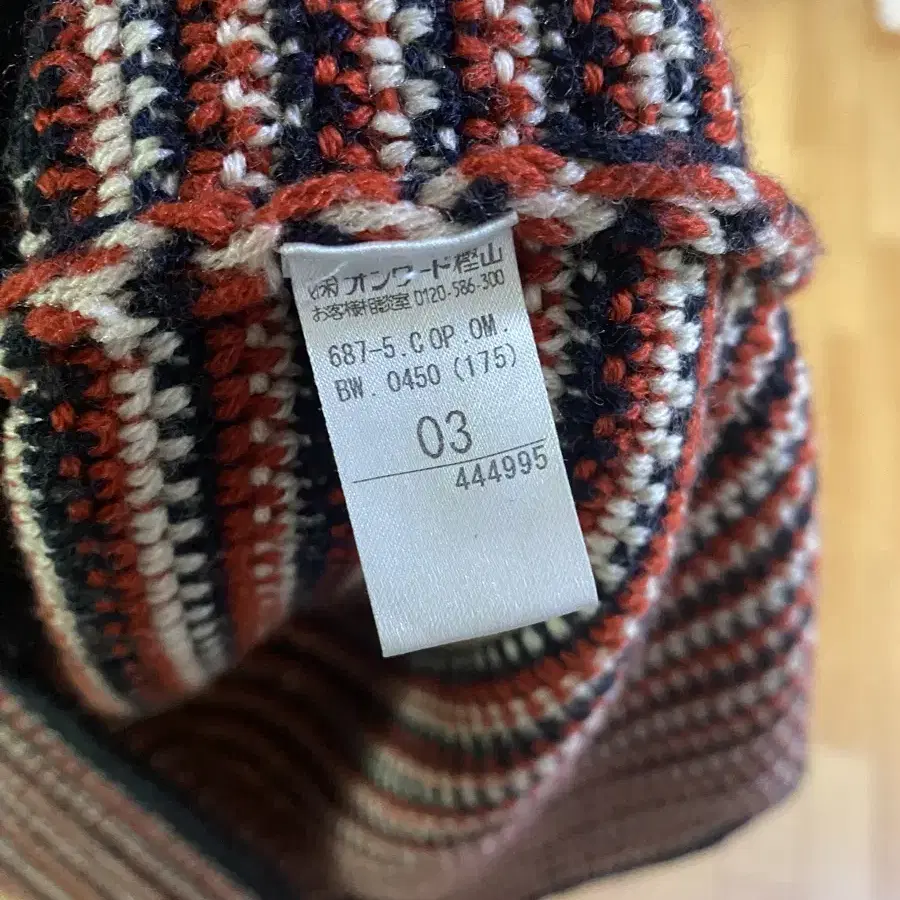 (株)オンワード樫山
お客様相談室 0120-586-300
687-5.COP.OM.
BW. 0450 (175)
03
444995